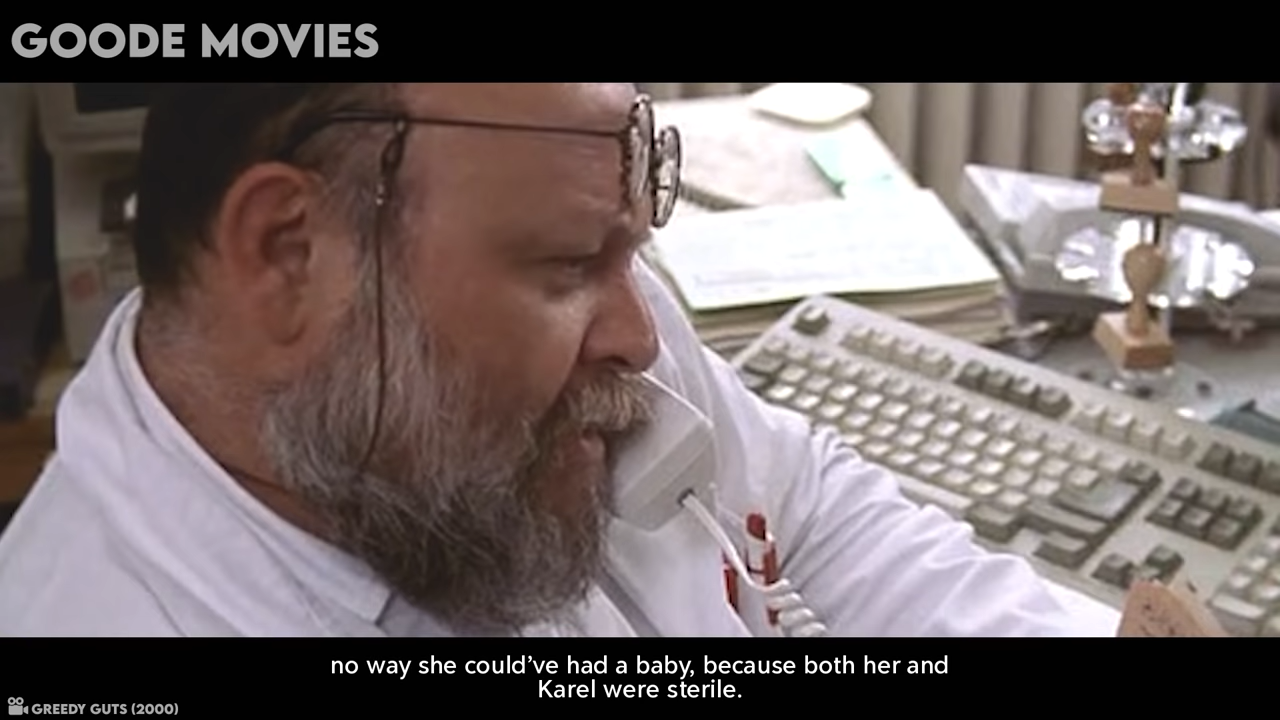 GOODE MOVIES
no way she could've had a baby, because both her and
Karel were sterile.
GREEDY GUTS (2000)